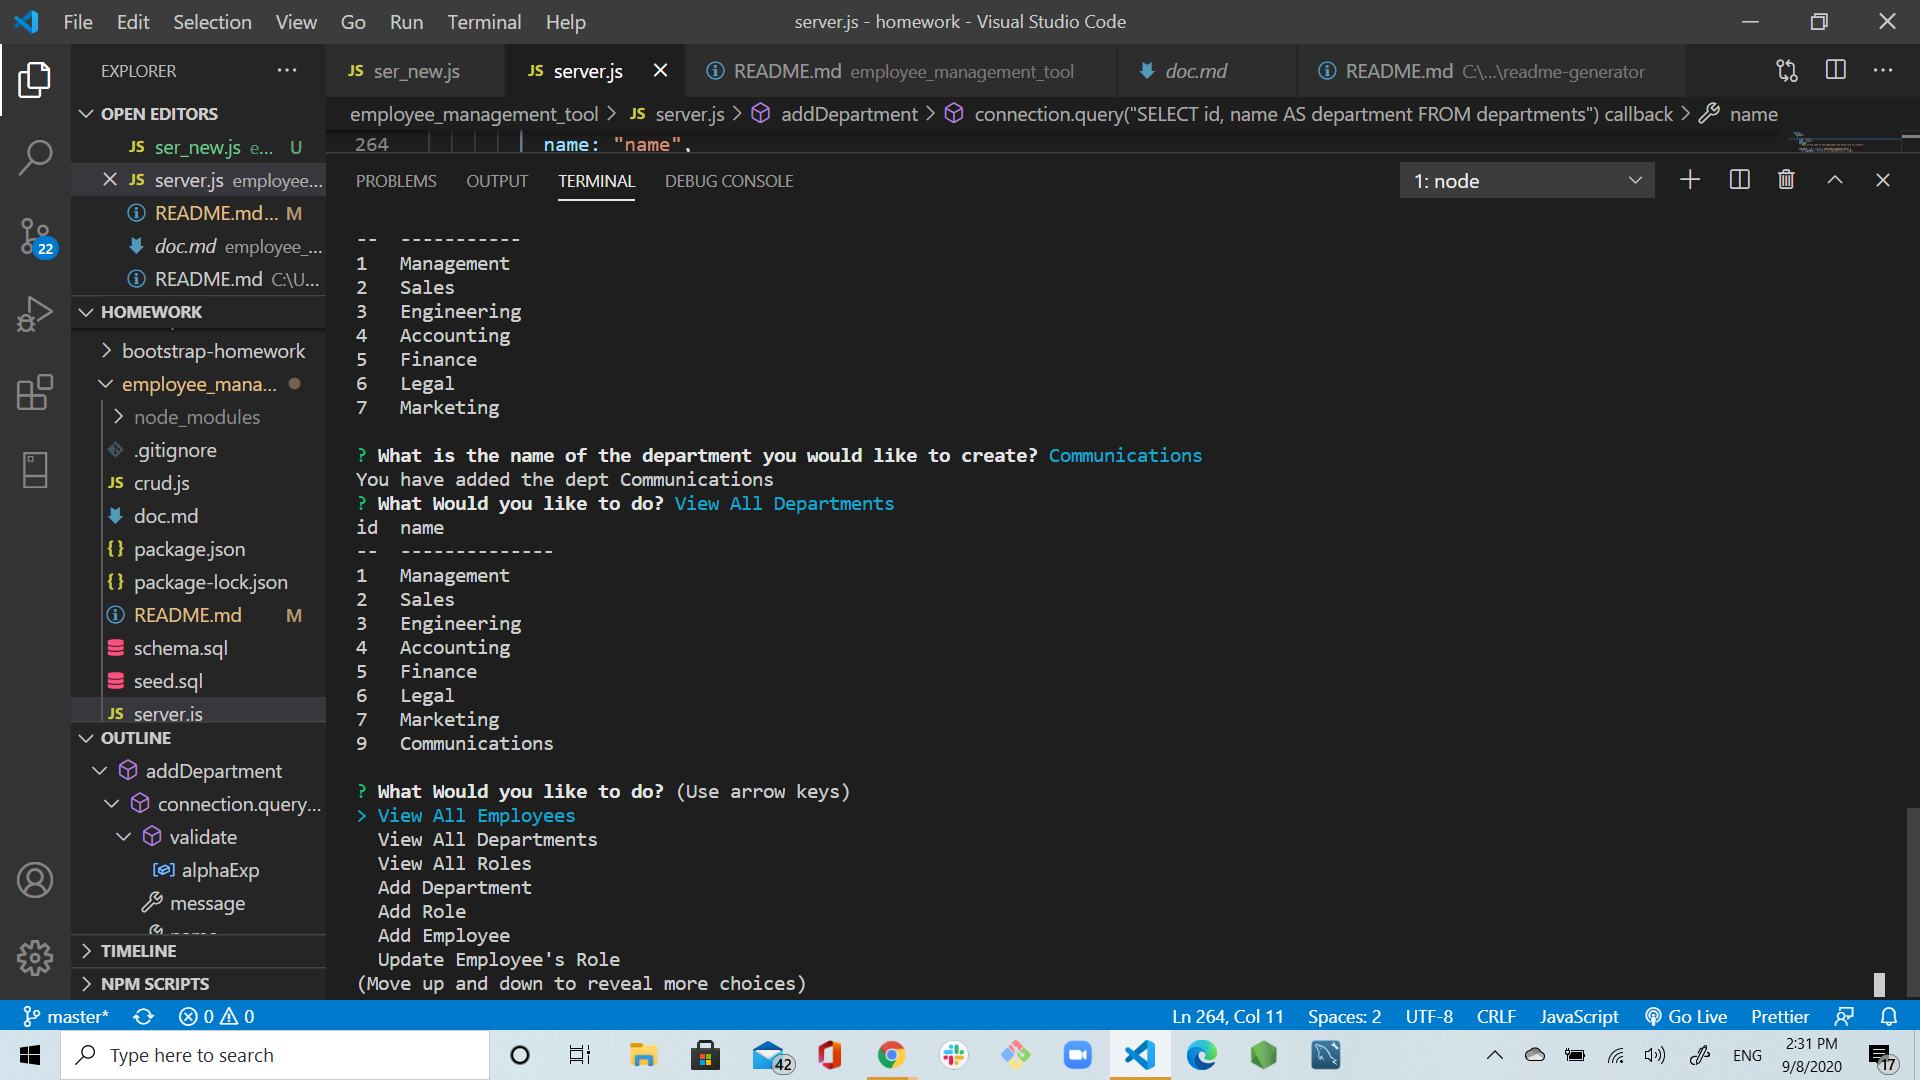 File Edit Selection View Go Run Terminal Help
server.js - homework - Visual Studio Code
EXPLORER
OPEN EDITORS
JS ser_new.js e... U
JS server.js employee...
README.md... M
doc.md employee_...
README.md C:\U...
HOMEWORK
bootstrap-homework
employee_mana...
node_modules
.gitignore
JS crud.js
doc.md
{} package.json
{} package-lock.json
README.md M
schema.sql
seed.sql
JS server.js
OUTLINE
addDepartment
connection.query...
validate
alphaExp
message
TIMELINE
NPM SCRIPTS
22
JS ser_new.js
JS server.js
README.md employee_management_tool
doc.md
README.md C:\...\readme-generator
employee_management_tool > JS server.js > addDepartment > connection.query("SELECT id, name AS department FROM departments") callback > name
264 name: "name",
PROBLEMS OUTPUT TERMINAL DEBUG CONSOLE
1: node
-- -----------
1 Management
2 Sales
3 Engineering
4 Accounting
5 Finance
6 Legal
7 Marketing
? What is the name of the department you would like to create? Communications
You have added the dept Communications
? What Would you like to do? View All Departments
id name
-- --------------
1 Management
2 Sales
3 Engineering
4 Accounting
5 Finance
6 Legal
7 Marketing
9 Communications
? What Would you like to do? (Use arrow keys)
> View All Employees
View All Departments
View All Roles
Add Department
Add Role
Add Employee
Update Employee's Role
(Move up and down to reveal more choices)
master* 0 0
Ln 264, Col 11 Spaces: 2 UTF-8 CRLF JavaScript Go Live Prettier
Type here to search
42
ENG
2:31 PM
9/8/2020
17